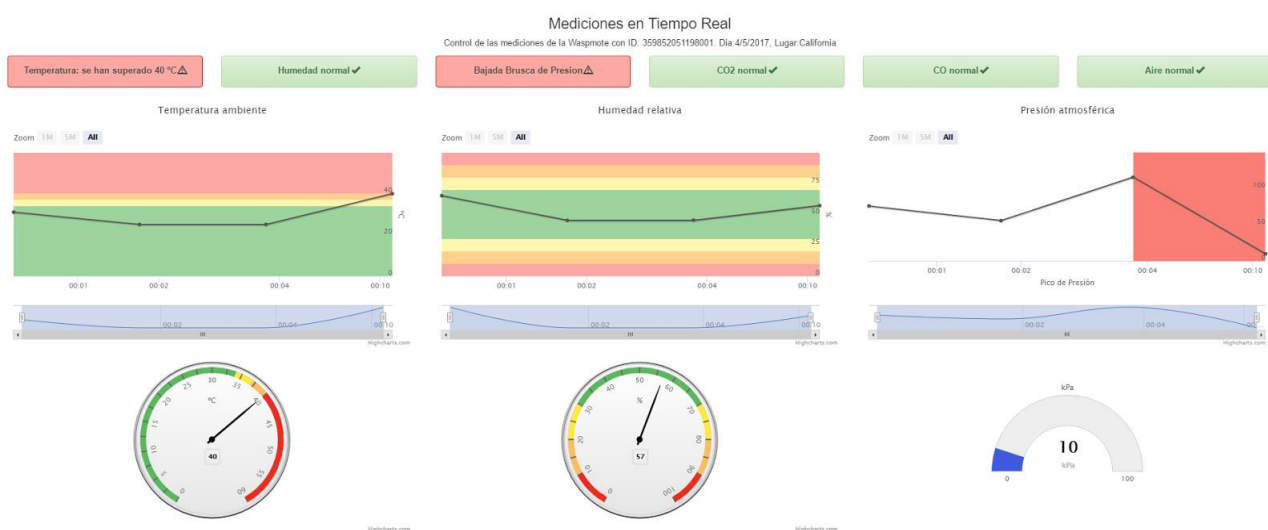 Mediciones en Tiempo Real
Control de las mediciones de la Waspmote con ID: 359852051198001. Dia:4/5/2017, Lugar:California
Temperatura: se han superado 40 ºC⚠ Humedad normal✔ Bajada Brusca de Presion⚠ CO2 normal✔ CO normal✔ Aire normal✔
Temperatura ambiente
Zoom 1M 5M All
40
20
0
ºC
00:01 00:02 00:04 00:10
00:02 00:04 00:10
Highcharts.com
0 5 10 15 20 25 30 35 40 45 50 55 60
ºC
40
Highcharts.com
Humedad relativa
Zoom 1M 5M All
75
50
25
0
%
00:01 00:02 00:04 00:10
00:02 00:04 00:10
Highcharts.com
0 10 20 30 40 50 60 70 80 90 100
%
57
Highcharts.com
Presión atmosférica
Zoom 1M 5M All
100
50
0
00:01 00:02 00:04 00:10
Pico de Presión
00:02 00:04 00:...
Highcharts.com
kPa
10
kPa
0 100